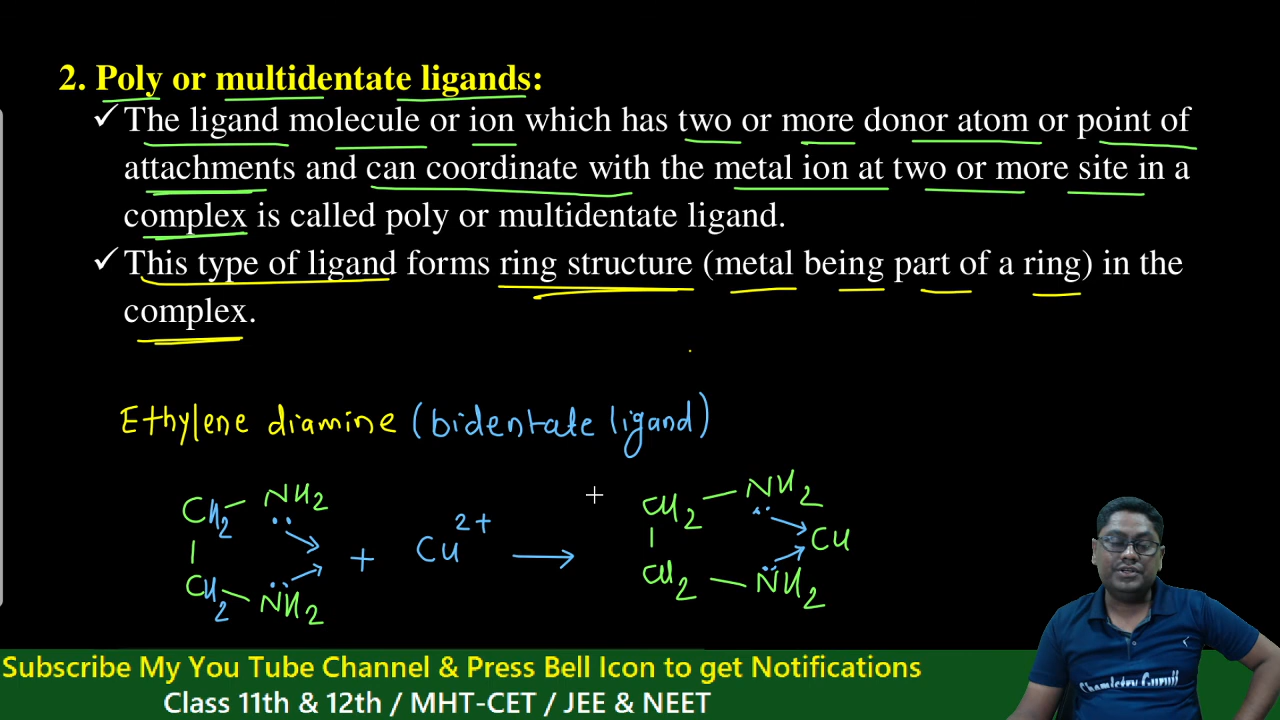 2. Poly or multidentate ligands:
✓ The ligand molecule or ion which has two or more donor atom or point of
attachments and can coordinate with the metal ion at two or more site in a
complex is called poly or multidentate ligand.
✓ This type of ligand forms ring structure (metal being part of a ring) in the
complex.
Ethylene diamine (bidentate ligand)
CH2 – NH2
|
CH2 – NH2
+ Cu2+ →
CH2 – NH2
|
CH2 – NH2
Cu
Chemistry Guruji
Subscribe My You Tube Channel & Press Bell Icon to get Notifications
Class 11th & 12th / MHT-CET / JEE & NEET